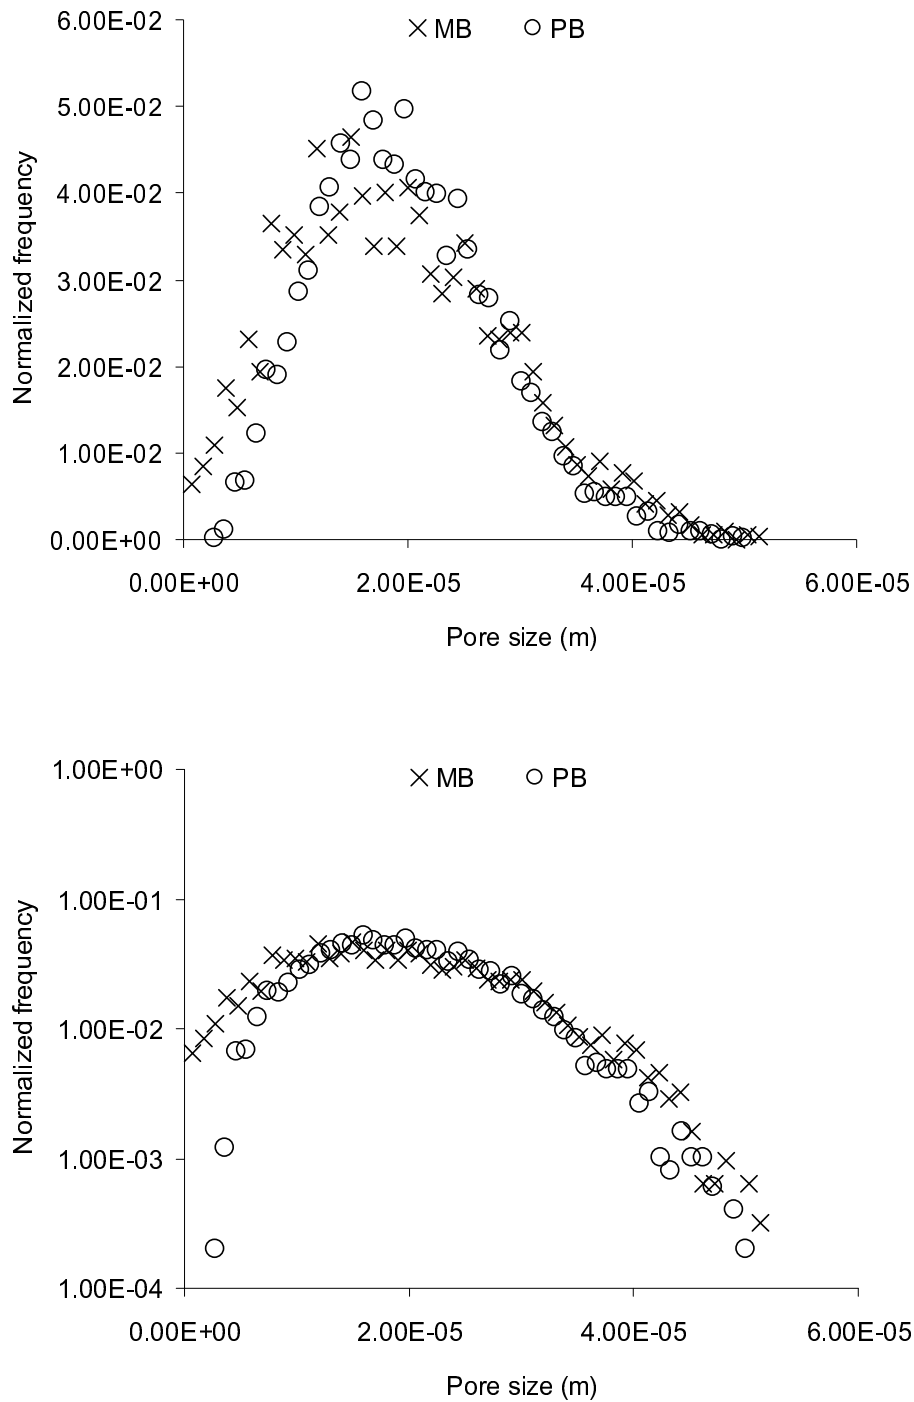 6.00E-02
MB PB
5.00E-02
4.00E-02
3.00E-02
2.00E-02
1.00E-02
0.00E+00
Normalized frequency
0.00E+00 2.00E-05 4.00E-05 6.00E-05
Pore size (m)
1.00E+00
MB PB
1.00E-01
1.00E-02
1.00E-03
1.00E-04
Normalized frequency
0.00E+00 2.00E-05 4.00E-05 6.00E-05
Pore size (m)